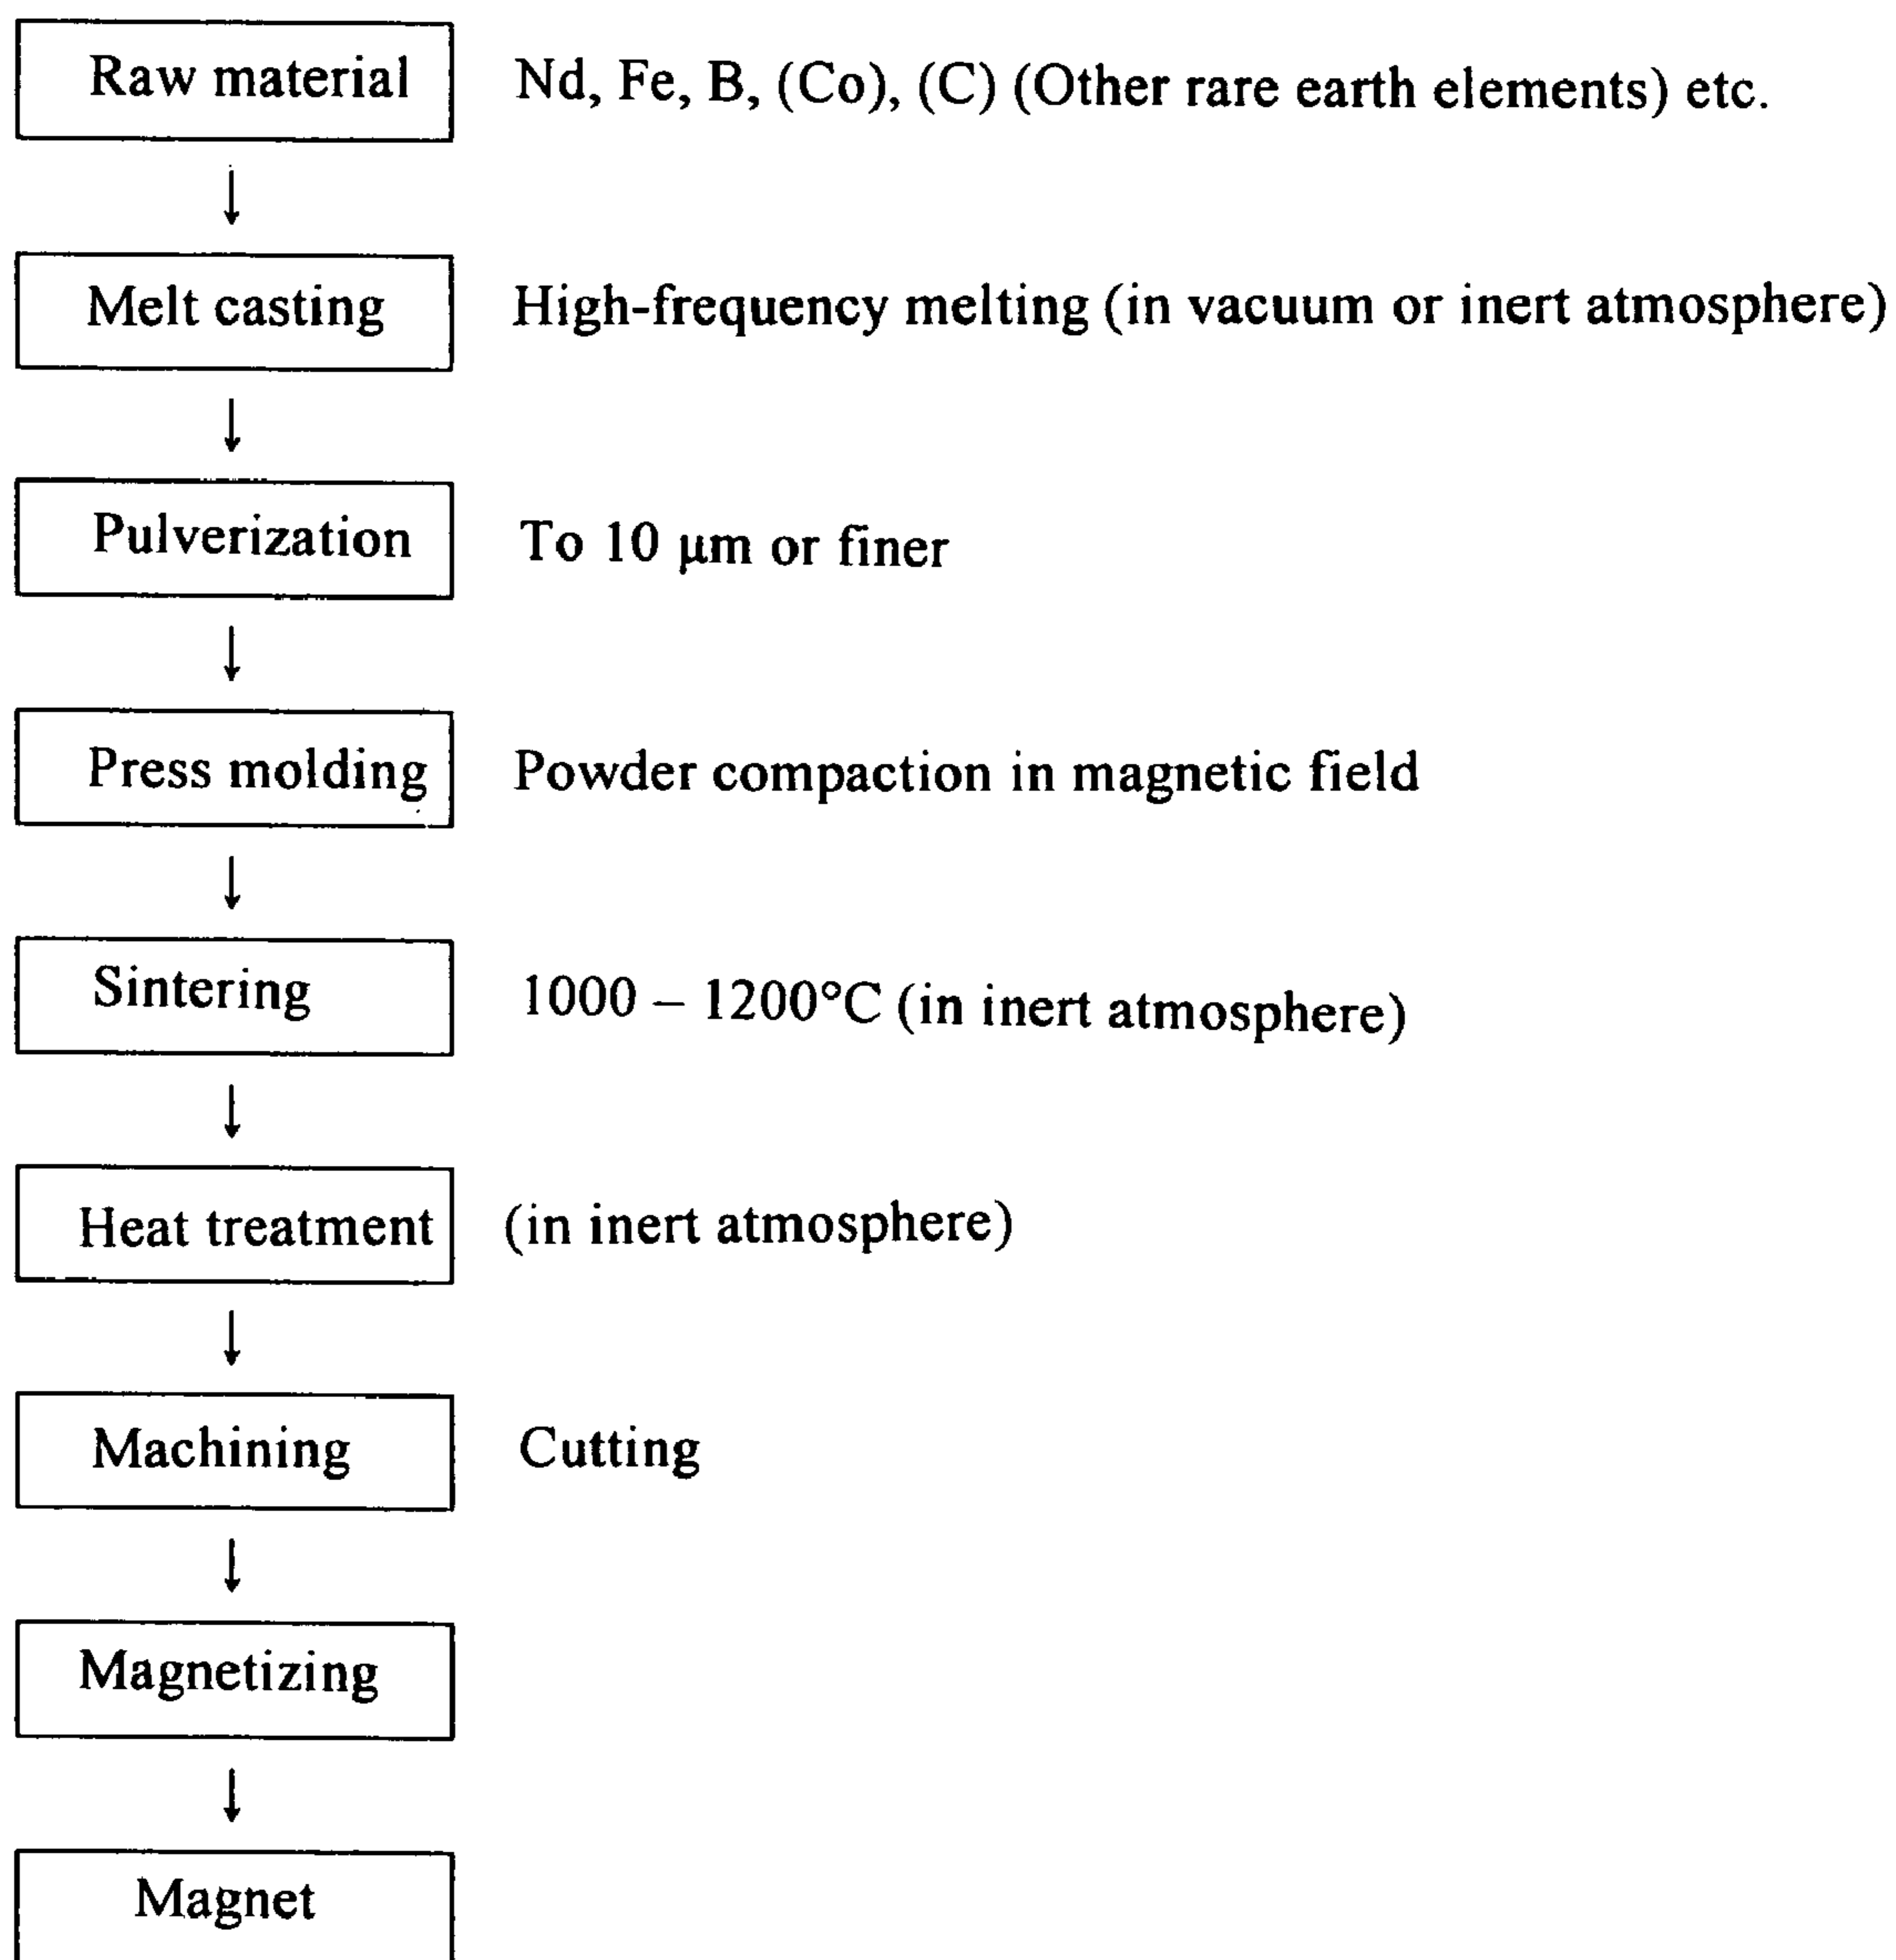 Raw material Nd, Fe, B, (Co), (C) (Other rare earth elements) etc.
Melt casting High-frequency melting (in vacuum or inert atmosphere)
Pulverization To 10 μm or finer
Press molding Powder compaction in magnetic field
Sintering 1000 – 1200°C (in inert atmosphere)
Heat treatment (in inert atmosphere)
Machining Cutting
Magnetizing
Magnet